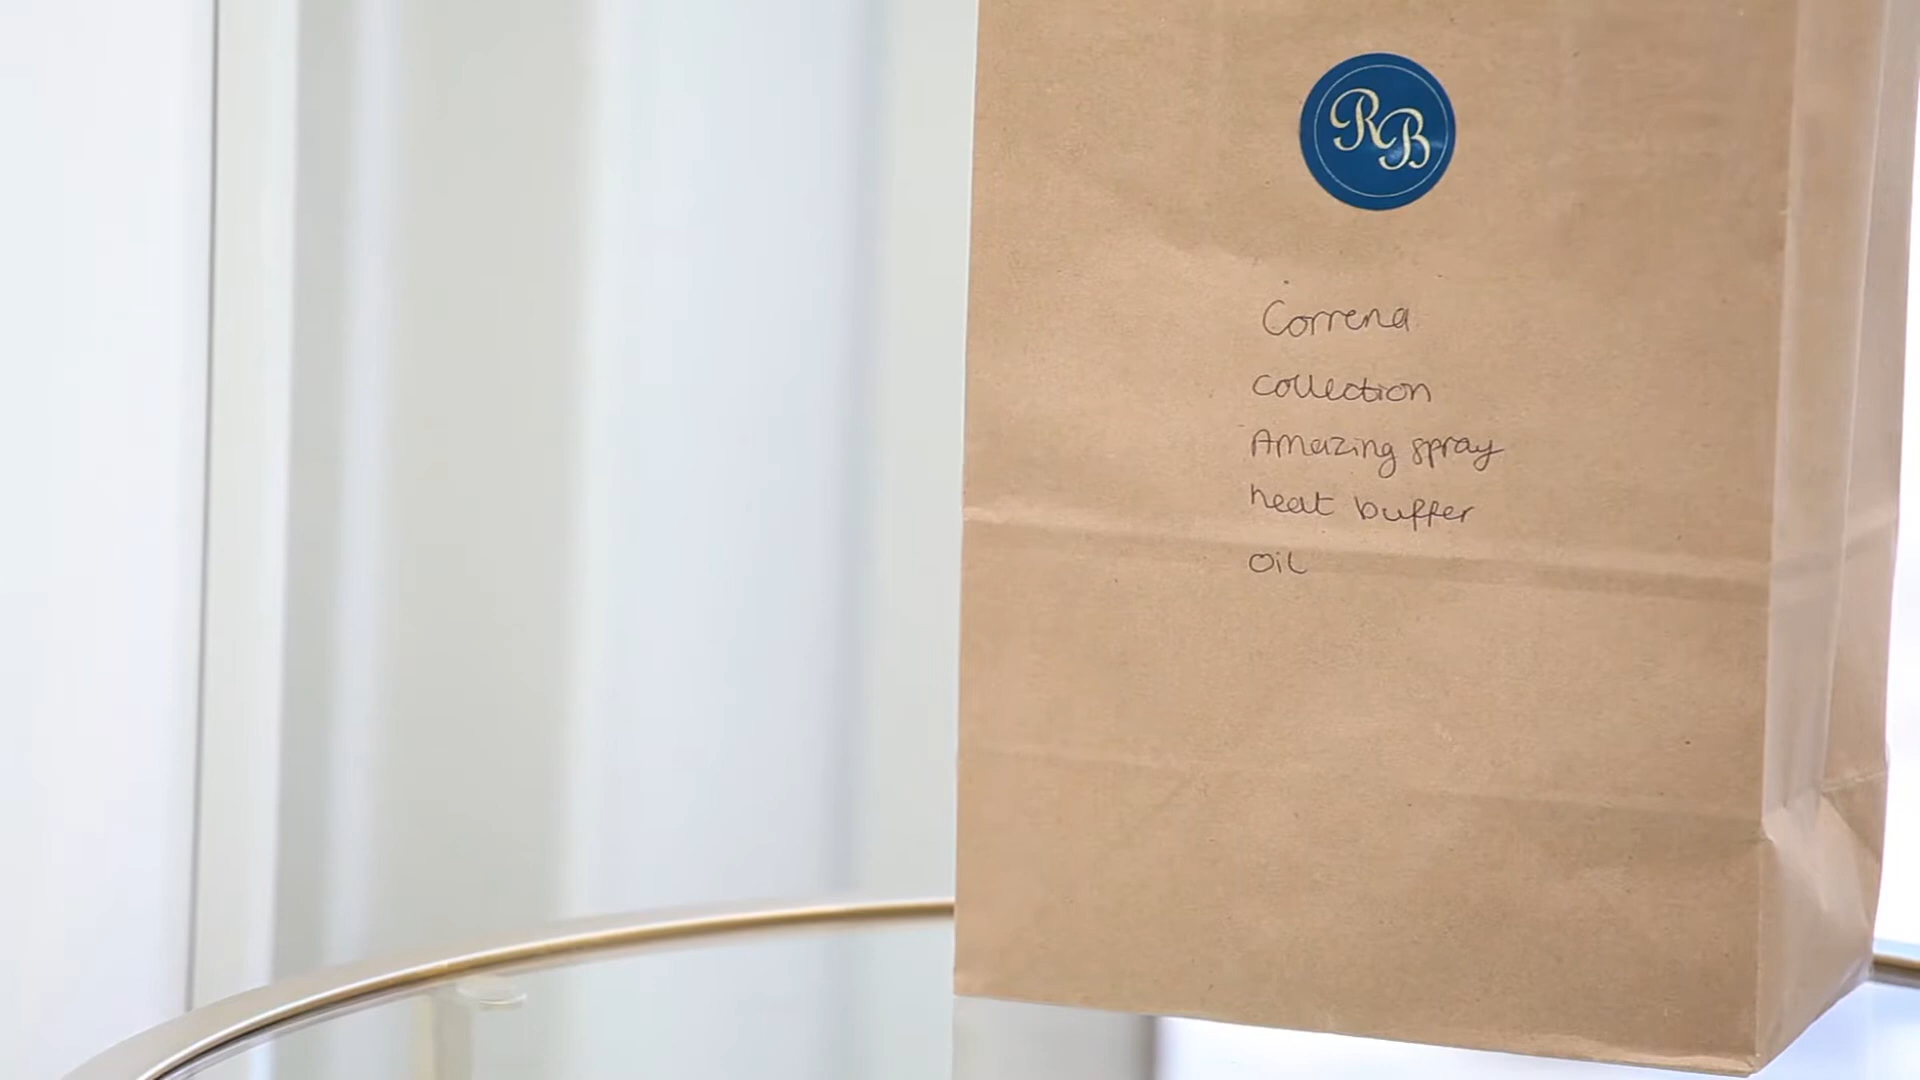 RB
Correna
collection
Amazing spray
heat buffer
oil